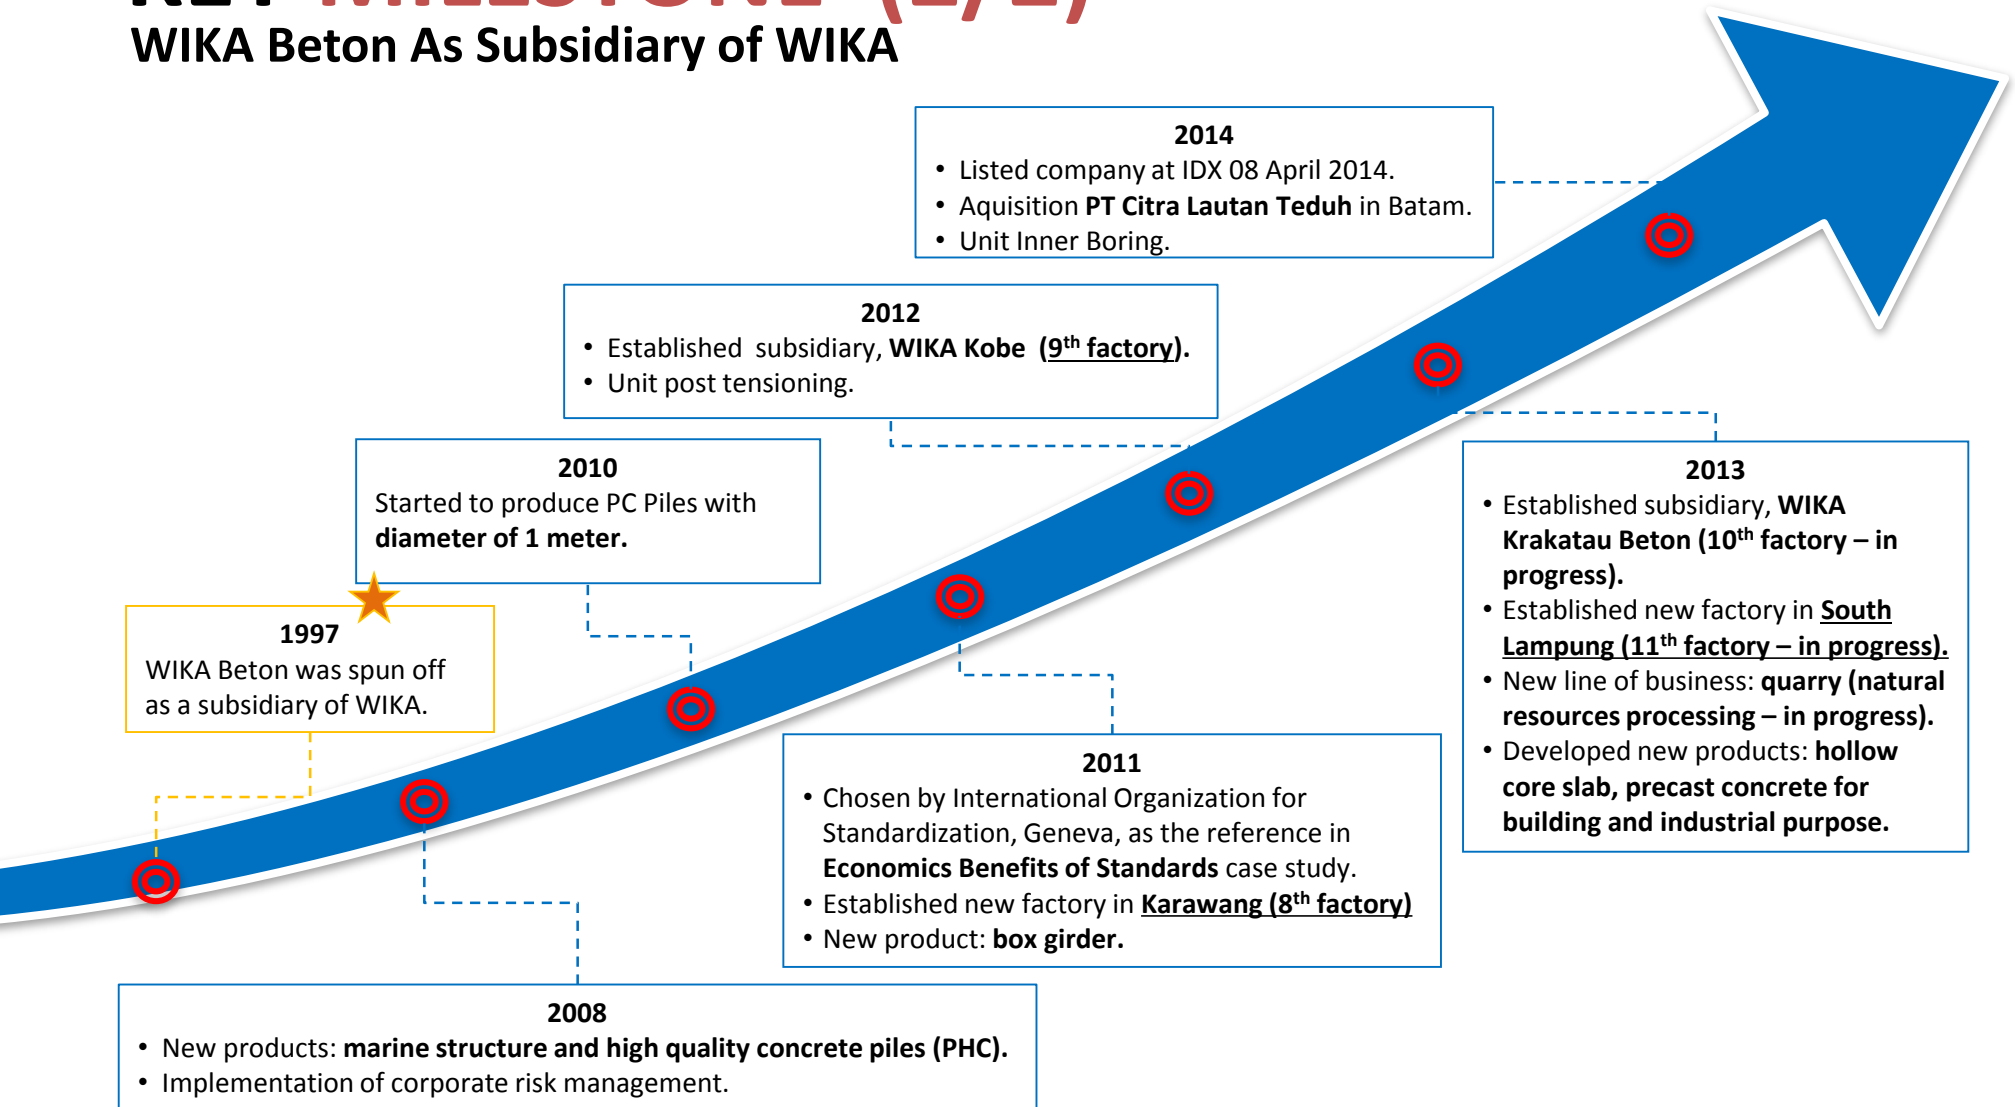 WIKA Beton As Subsidiary of WIKA
2014
• Listed company at IDX 08 April 2014.
• Aquisition PT Citra Lautan Teduh in Batam.
• Unit Inner Boring.
2012
• Established subsidiary, WIKA Kobe (9th factory).
• Unit post tensioning.
2010
Started to produce PC Piles with
diameter of 1 meter.
1997
WIKA Beton was spun off
as a subsidiary of WIKA.
2013
• Established subsidiary, WIKA
Krakatau Beton (10th factory – in
progress).
• Established new factory in South
Lampung (11th factory – in progress).
• New line of business: quarry (natural
resources processing – in progress).
• Developed new products: hollow
core slab, precast concrete for
building and industrial purpose.
2011
• Chosen by International Organization for
Standardization, Geneva, as the reference in
Economics Benefits of Standards case study.
• Established new factory in Karawang (8th factory)
• New product: box girder.
2008
• New products: marine structure and high quality concrete piles (PHC).
• Implementation of corporate risk management.